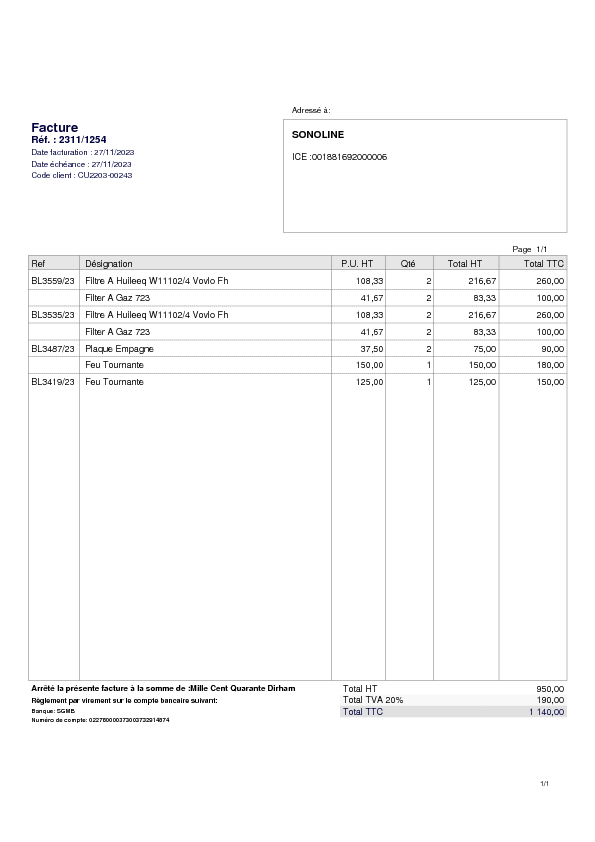 Adressé à:
Facture
Réf. : 2311/1254
Date facturation : 27/11/2023
Date échéance : 27/11/2023
Code client : CU2203-00243
SONOLINE
ICE :001881692000006
Page 1/1
Ref Désignation P.U. HT Qté Total HT Total TTC
BL3559/23 Filtre A Huileeq W11102/4 Vovlo Fh 108,33 2 216,67 260,00
Filter A Gaz 723 41,67 2 83,33 100,00
BL3535/23 Filtre A Huileeq W11102/4 Vovlo Fh 108,33 2 216,67 260,00
Filter A Gaz 723 41,67 2 83,33 100,00
BL3487/23 Plaque Empagne 37,50 2 75,00 90,00
Feu Tournante 150,00 1 150,00 180,00
BL3419/23 Feu Tournante 125,00 1 125,00 150,00
Arrêté la présente facture à la somme de :Mille Cent Quarante Dirham
Règlement par virement sur le compte bancaire suivant:
Banque: SGMB
Numéro de compte:
Total HT 950,00
Total TVA 20% 190,00
Total TTC 1 140,00
1/1